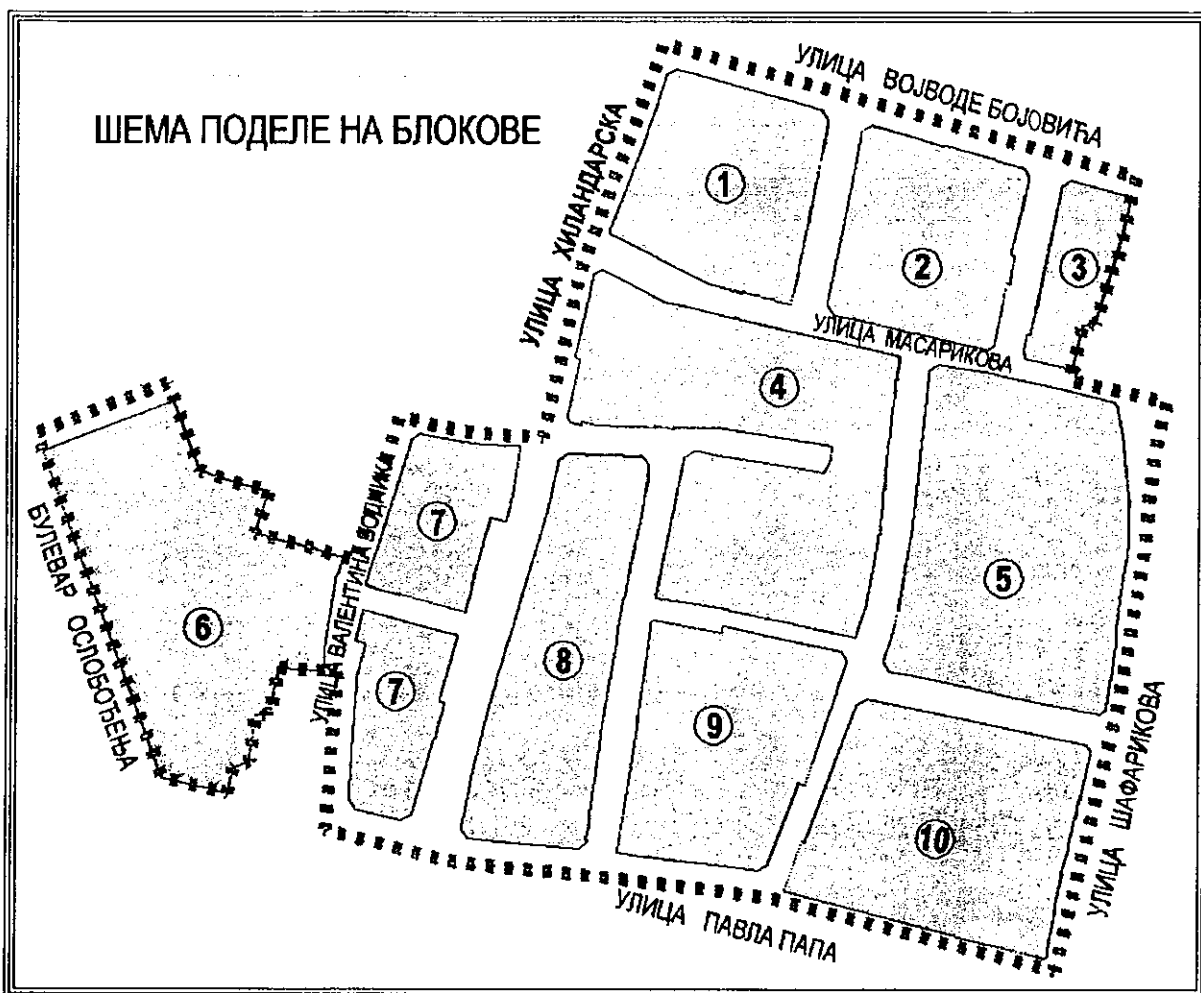 ШЕМА ПОДЕЛЕ НА БЛОКОВЕ
УЛИЦА ВОЈВОДЕ БОЈОВИЋА
УЛИЦА ХИЛАНДАРСКА
1
2
3
УЛИЦА МАСАРИКОВА
4
5
6
БУЛЕВАР ОСЛОБОЂЕЊА
7
УЛИЦА ВАЛЕНТИНА ВОДНИКА
7
8
9
10
УЛИЦА ШАФАРИКОВА
УЛИЦА ПАВЛА ПАПА